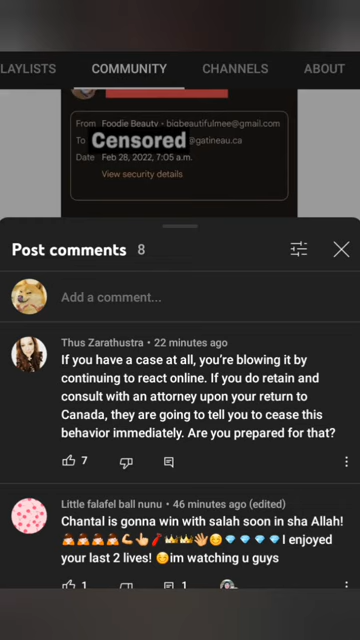 LAYLISTS COMMUNITY CHANNELS ABOUT
From Foodie Beauty • bigbeautifulmee@gmail.com
To Censored @gatineau.ca
Date Feb 28, 2022, 7:05 a.m.
View security details
Post comments 8
Add a comment...
Thus Zarathustra • 22 minutes ago
If you have a case at all, you're blowing it by
continuing to react online. If you do retain and
consult with an attorney upon your return to
Canada, they are going to tell you to cease this
behavior immediately. Are you prepared for that?
7
Little falafel ball nunu • 46 minutes ago (edited)
Chantal is gonna win with salah soon in sha Allah!
I enjoyed
your last 2 lives! im watching u guys
1 1